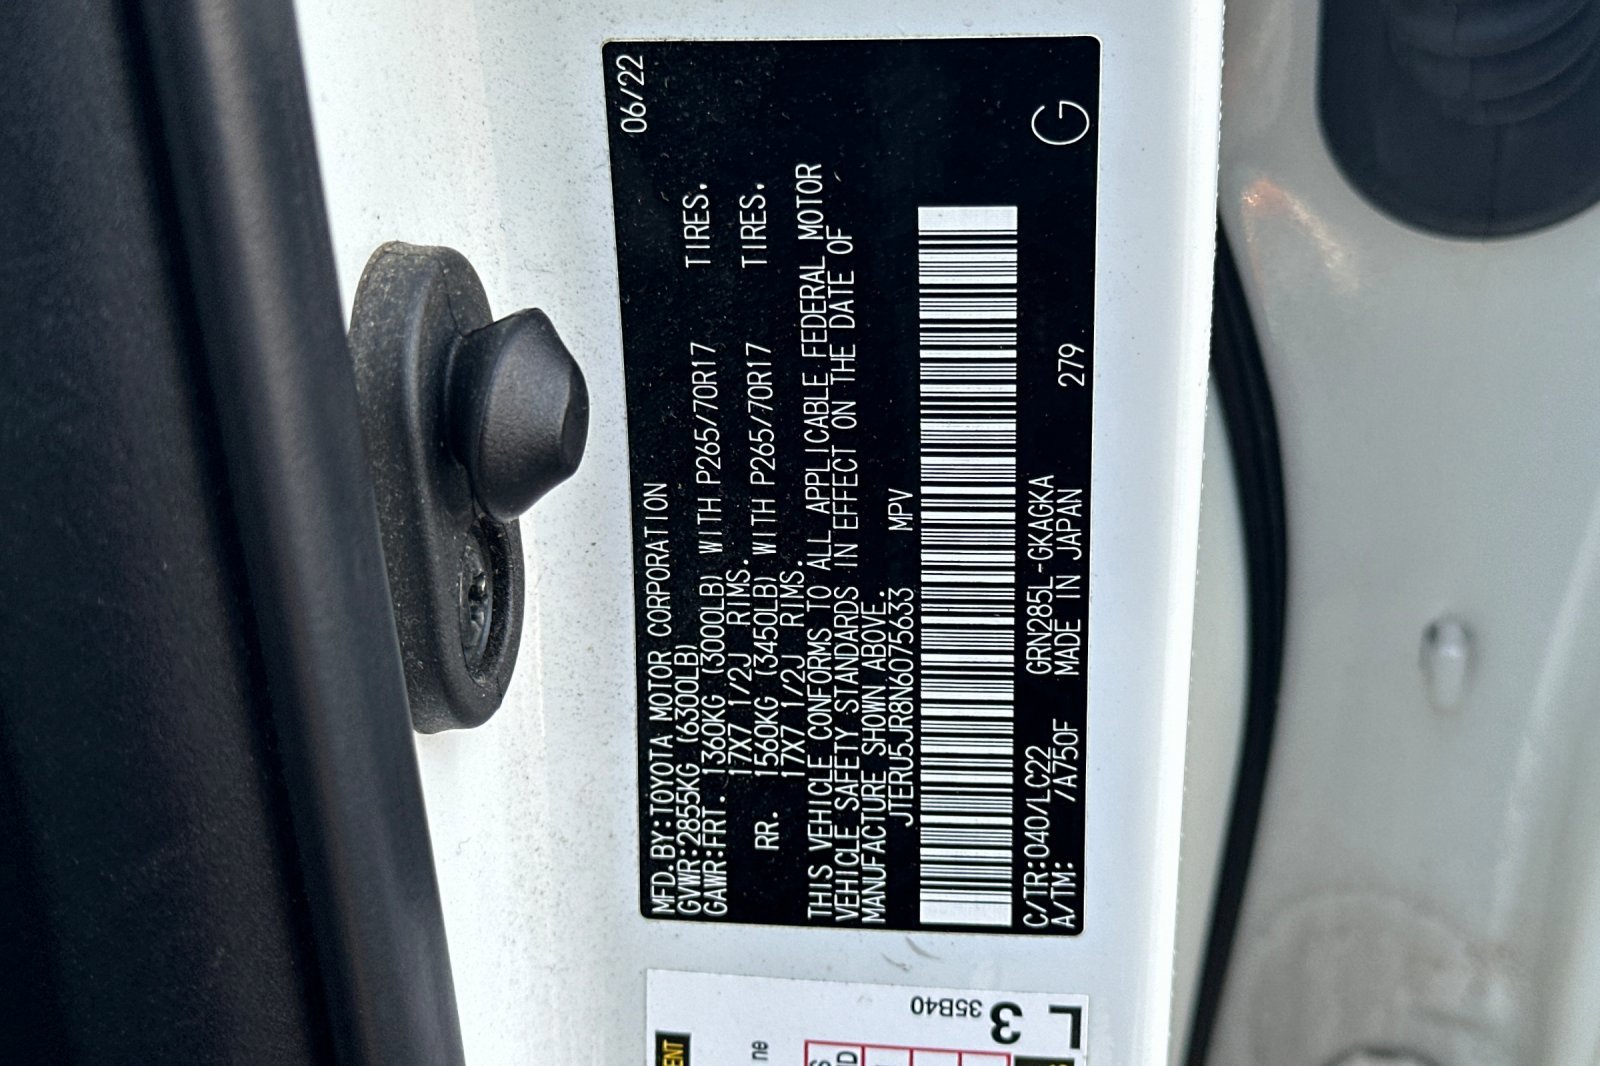 MFD.BY:TOYOTA MOTOR CORPORATION 06/22
GVWR:2855KG (6300LB)
GAWR:FRT. 1360KG (3000LB) WITH P265/70R17 TIRES.
17X7 1/2J RIMS.
RR. 1560KG (3450LB) WITH P265/70R17 TIRES.
17X7 1/2J RIMS.
THIS VEHICLE CONFORMS TO ALL APPLICABLE FEDERAL MOTOR
VEHICLE SAFETY STANDARDS IN EFFECT ON THE DATE OF
MANUFACTURE SHOWN ABOVE.
JTERU5JR8N6075633 MPV
C/TR:040/LC22 GRN285L-GKAGKA
A/TM: /A750F MADE IN JAPAN 279 G
35B40
3